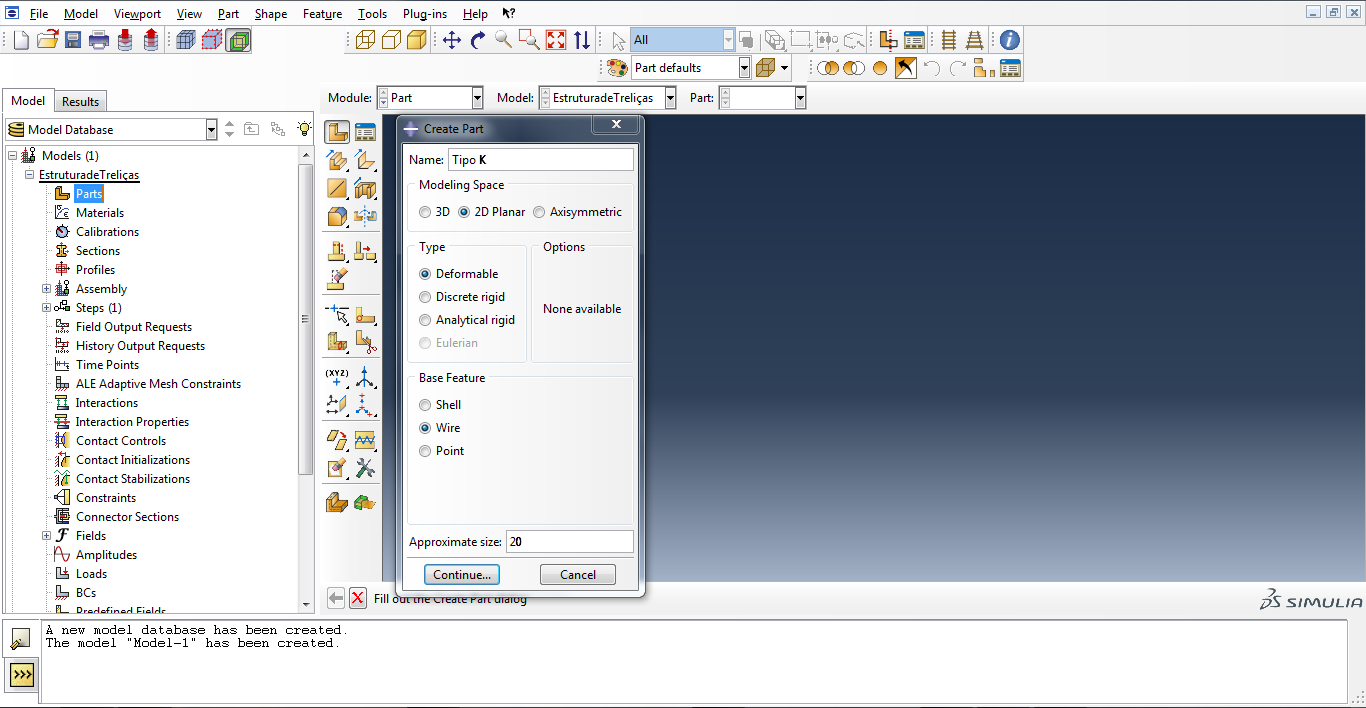 File Model Viewport View Part Shape Feature Tools Plug-ins Help
All
Part defaults
Model Results
Module: Part Model: EstruturadeTreliças Part:
Model Database
Models (1)
EstruturadeTreliças
Parts
Materials
Calibrations
Sections
Profiles
Assembly
Steps (1)
Field Output Requests
History Output Requests
Time Points
ALE Adaptive Mesh Constraints
Interactions
Interaction Properties
Contact Controls
Contact Initializations
Contact Stabilizations
Constraints
Connector Sections
Fields
Amplitudes
Loads
BCs
Predefined Fields
(XYZ)
Create Part
Name: Tipo K
Modeling Space
3D 2D Planar Axisymmetric
Type
Deformable
Discrete rigid
Analytical rigid
Eulerian
Options
None available
Base Feature
Shell
Wire
Point
Approximate size: 20
Continue... Cancel
Fill out the Create Part dialog
SIMULIA
A new model database has been created.
The model "Model-1" has been created.
>>>